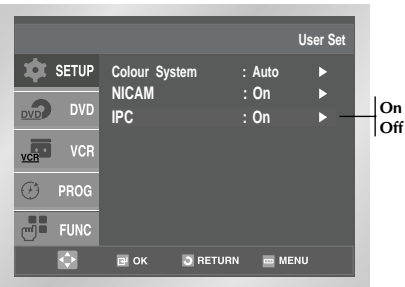 User Set
SETUP
DVD
DVD
VCR
VCR
PROG
FUNC
Colour System : Auto
NICAM : On
IPC : On
On
Off
OK RETURN MENU